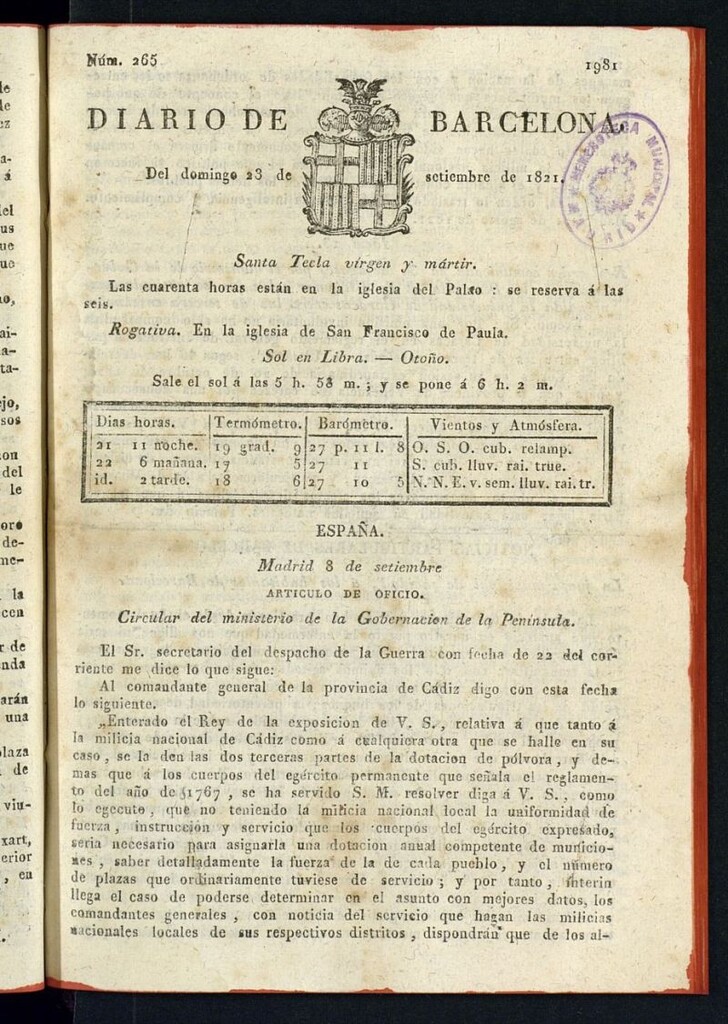 Núm. 265
1981
DIARIO DE BARCELONA,
Del domingo 23 de setiembre de 1821.
HEMEROTECA MUNICIPAL
MADRID
Santa Tecla vírgen y mártir.
Las cuarenta horas están en la iglesia del Palao : se reserva á las
seis.
Rogativa. En la iglesia de San Francisco de Paula.
Sol en Libra. — Otoño.
Sale el sol á las 5 h. 58 m. ; y se pone á 6 h. 2 m.
Dias horas. Termómetro. Barómetro. Vientos y Atmósfera.
21 11 noche. 19 grad. 9 27 p. 11 l. 8 O. S. O. cub. relamp.
22 6 mañana. 17 5 27 11 S. cub. lluv. rai. true.
id. 2 tarde. 18 6 27 10 5 N. N. E. v. sem. lluv. rai. tr.
ESPAÑA.
Madrid 8 de setiembre
ARTICULO DE OFICIO.
Circular del ministerio de la Gobernacion de la Península.
El Sr. secretario del despacho de la Guerra con fecha de 22 del cor-
riente me dice lo que sigue:
Al comandante general de la provincia de Cádiz digo con esta fecha
lo siguiente.
„Enterado el Rey de la exposicion de V. S., relativa á que tanto á
la milicia nacional de Cádiz como á cualquiera otra que se halle en su
caso, se la den las dos terceras partes de la dotacion de pólvora, y de-
mas que á los cuerpos del egército permanente que señala el reglamen-
to del año de 1767, se ha servido S. M. resolver diga á V. S., como
lo egecuto, que no teniendo la milicia nacional local la uniformidad de
fuerza, instruccion y servicio que los cuerpos del egército expresado,
seria necesario para asignarla una dotacion anual competente de municio-
nes, saber detalladamente la fuerza de la de cada pueblo, y el número
de plazas que ordinariamente tuviese de servicio; y por tanto, ínterin
llega el caso de poderse determinar en el asunto con mejores datos, los
comandantes generales, con noticia del servicio que hagan las milicias
nacionales locales de sus respectivos distritos, dispondrán que de los al-